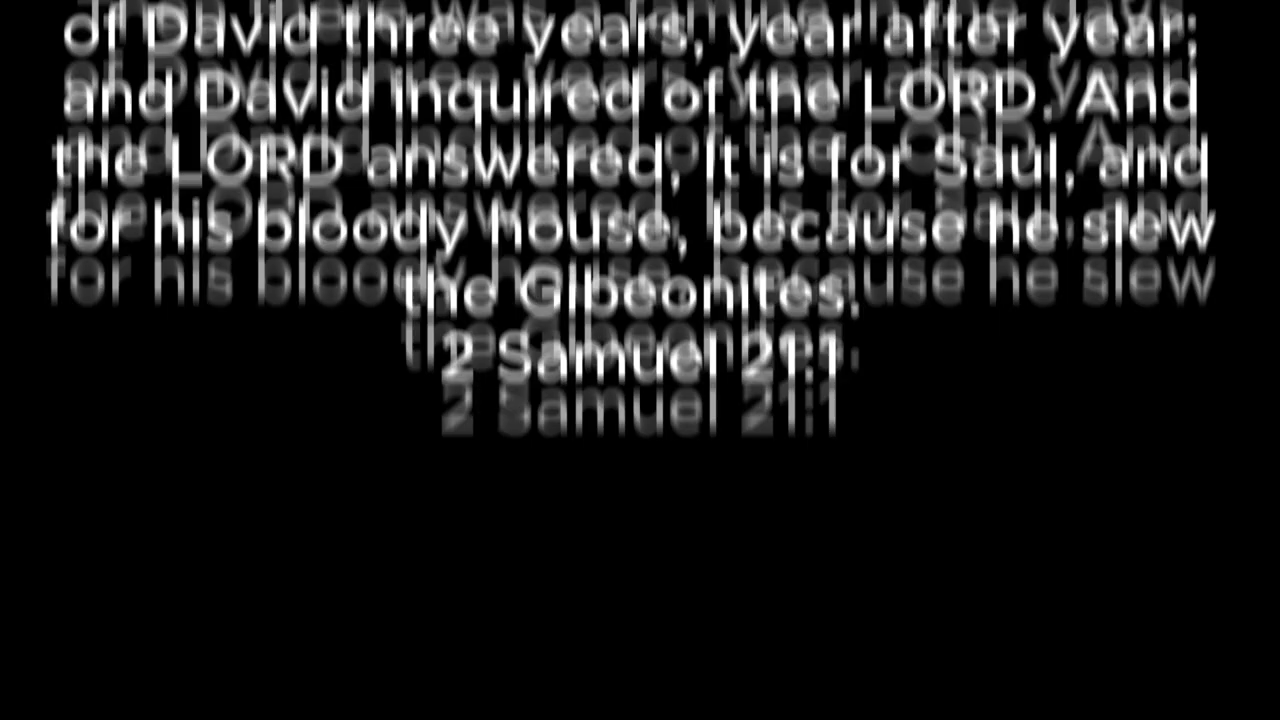 of David three years, year after year;
and David inquired of the LORD. And
the LORD answered, It is for Saul, and
for his bloody house, because he slew
the Gibeonites.
2 Samuel 21:1